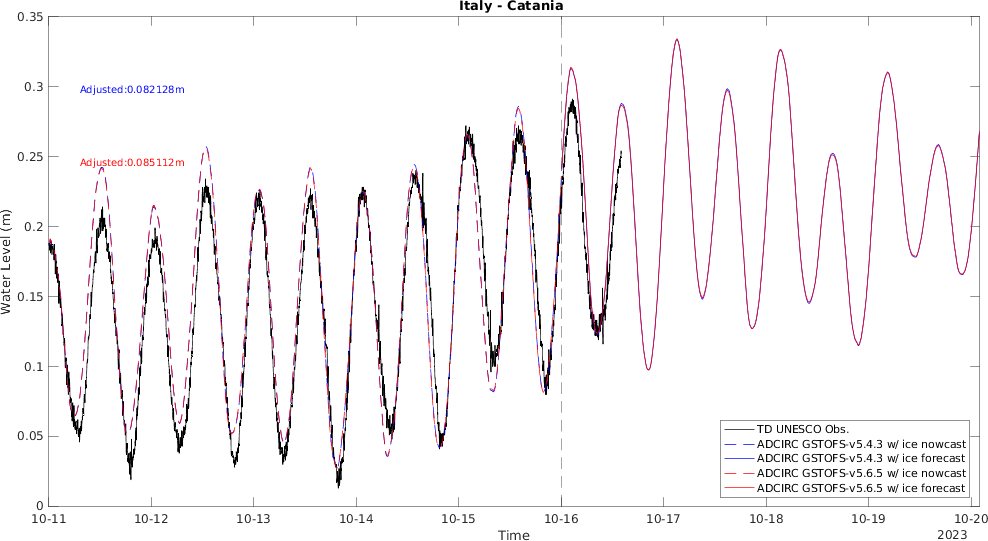 Italy - Catania
0.35
0.3
0.25
0.2
0.15
0.1
0.05
0
Water Level (m)
Adjusted:0.082128m
Adjusted:0.085112m
TD UNESCO Obs.
ADCIRC GSTOFS-v5.4.3 w/ ice nowcast
ADCIRC GSTOFS-v5.4.3 w/ ice forecast
ADCIRC GSTOFS-v5.6.5 w/ ice nowcast
ADCIRC GSTOFS-v5.6.5 w/ ice forecast
10-11 10-12 10-13 10-14 10-15 10-16 10-17 10-18 10-19 10-20
Time
2023